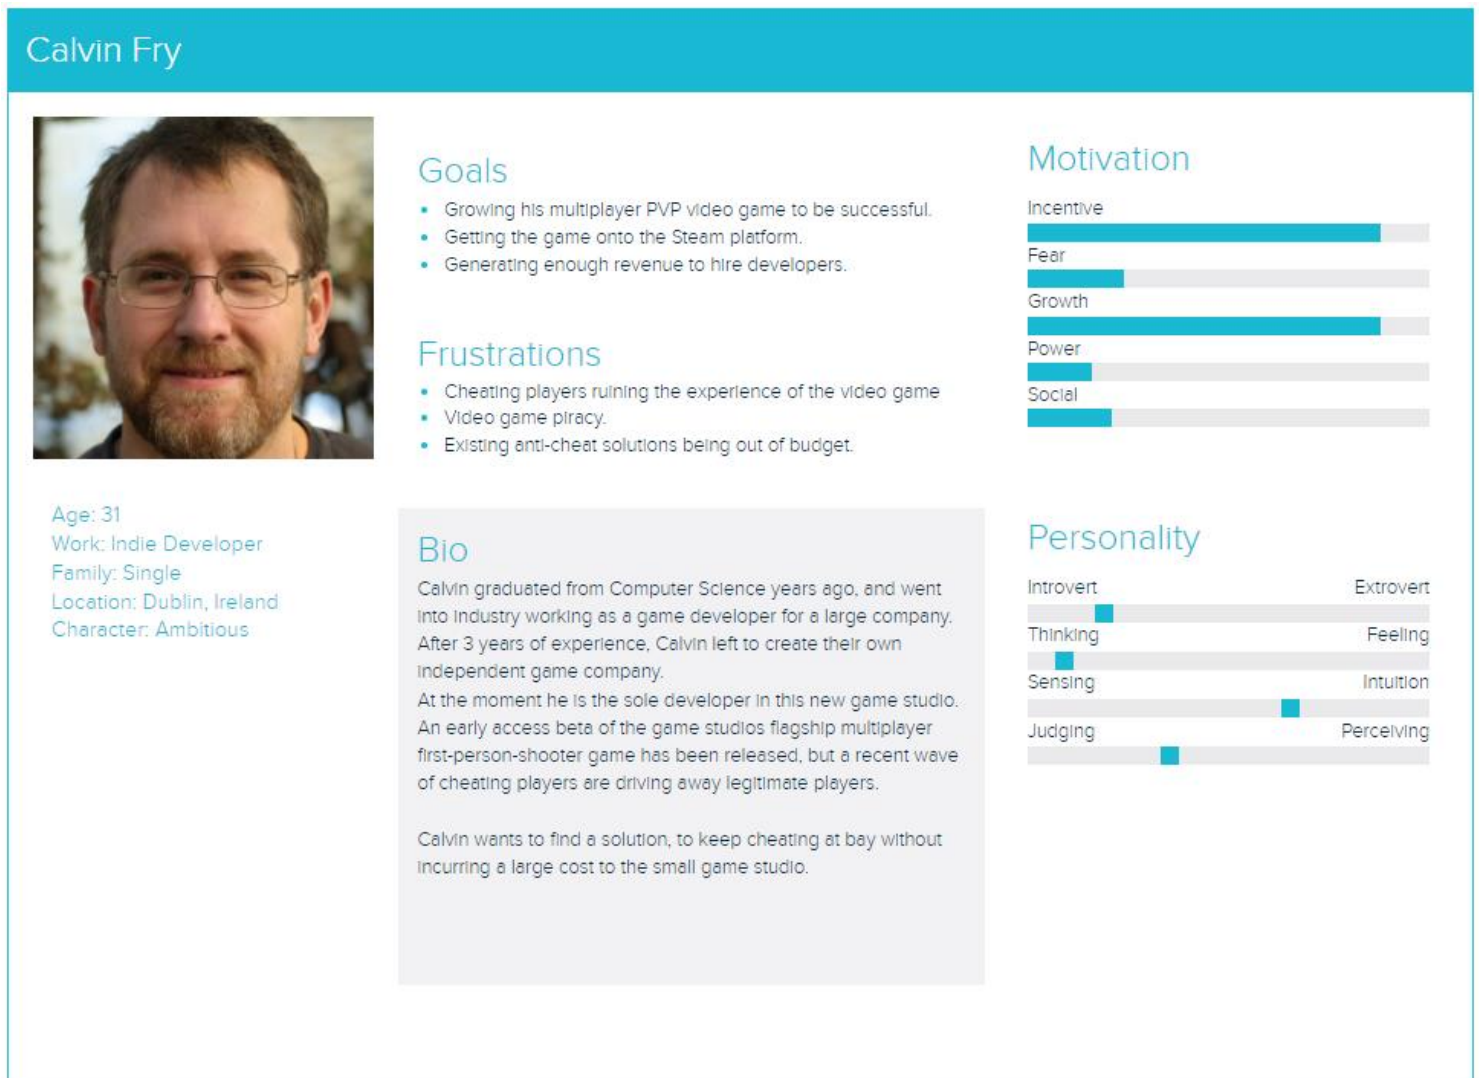 Calvin Fry
Goals
• Growing his multiplayer PVP video game to be successful.
• Getting the game onto the Steam platform.
• Generating enough revenue to hire developers.
Frustrations
• Cheating players ruining the experience of the video game
• Video game piracy.
• Existing anti-cheat solutions being out of budget.
Motivation
Incentive
Fear
Growth
Power
Social
Age: 31
Work: Indie Developer
Family: Single
Location: Dublin, Ireland
Character: Ambitious
Bio
Calvin graduated from Computer Science years ago, and went
into industry working as a game developer for a large company.
After 3 years of experience, Calvin left to create their own
independent game company.
At the moment he is the sole developer in this new game studio.
An early access beta of the game studios flagship multiplayer
first-person-shooter game has been released, but a recent wave
of cheating players are driving away legitimate players.
Calvin wants to find a solution, to keep cheating at bay without
incurring a large cost to the small game studio.
Personality
Introvert Extrovert
Thinking Feeling
Sensing Intuition
Judging Perceiving